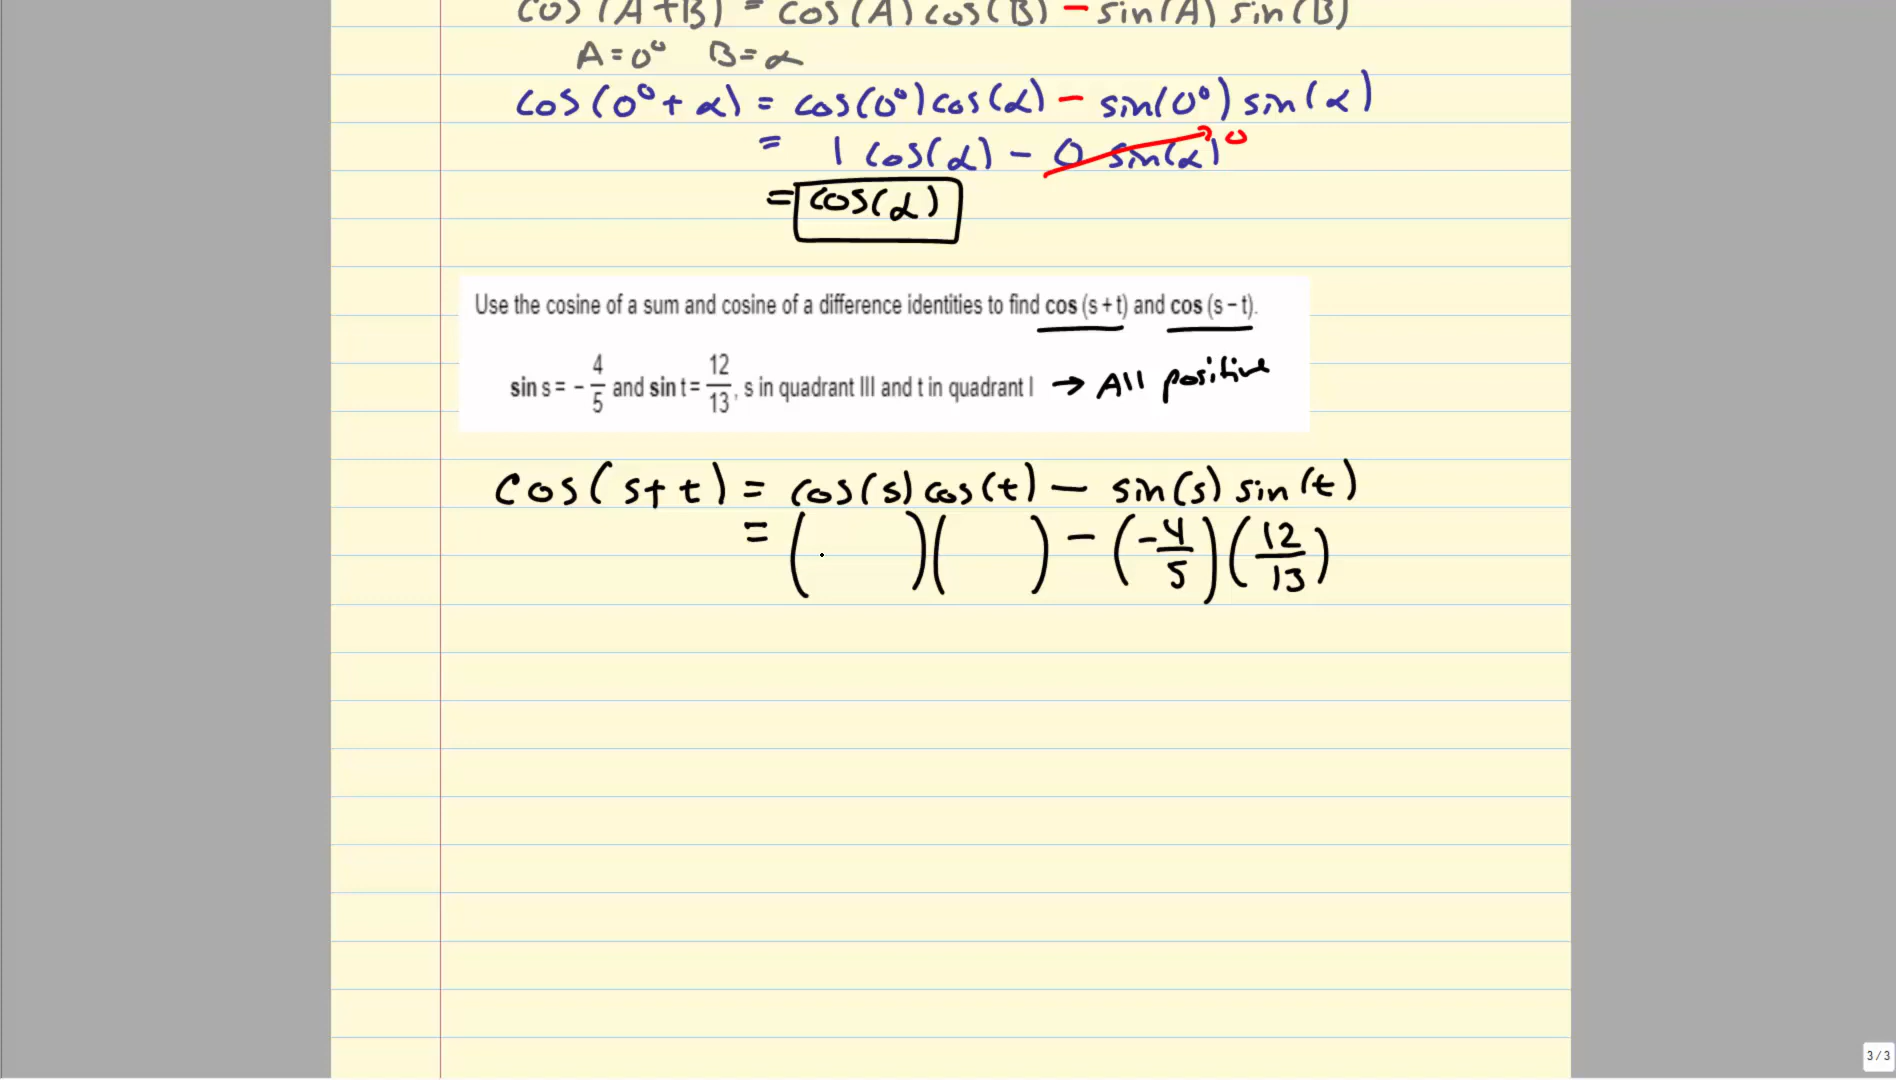 cos(A+B) = cos(A)cos(B) - sin(A) sin(B)
A=0° B=α
cos(0°+α) = cos(0°)cos(α) - sin(0°) sin(α)
= 1 cos(α) - 0 sin(α) 0
= cos(α)
Use the cosine of a sum and cosine of a difference identities to find cos (s + t) and cos (s − t).
sin s = − 4/5 and sin t = 12/13, s in quadrant III and t in quadrant I → All positive
cos(s+t) = cos(s)cos(t) - sin(s) sin(t)
= ( )( ) - (-4/5)(12/13)
3 / 3